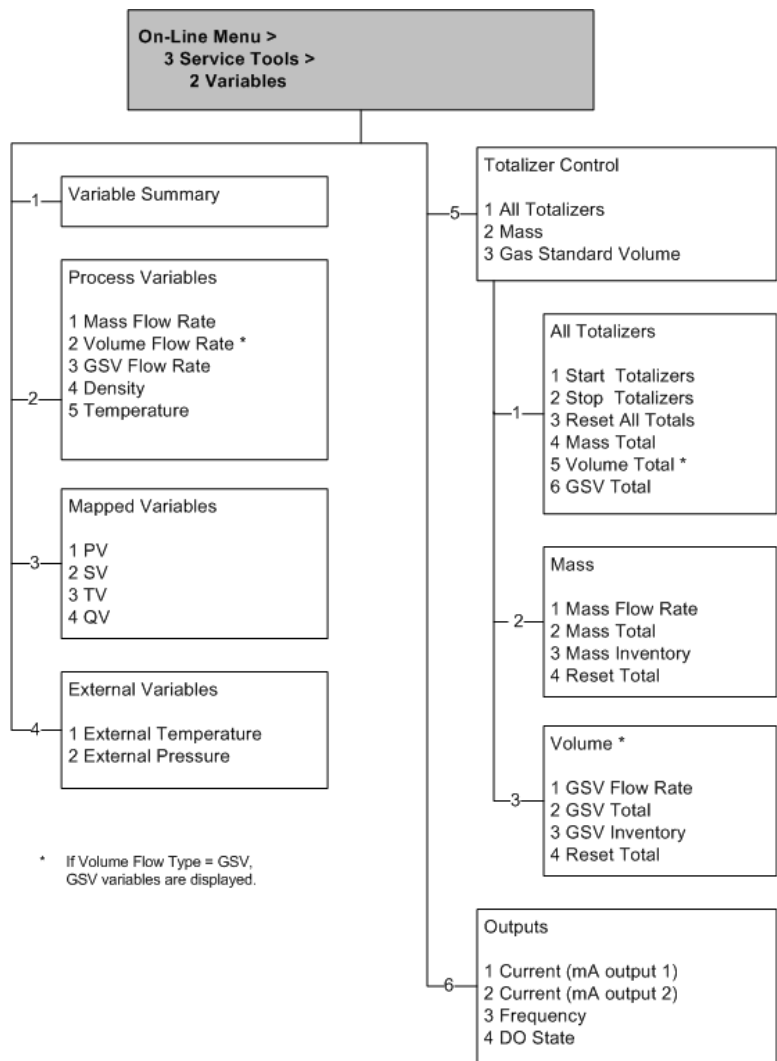 On-Line Menu >
3 Service Tools >
2 Variables
1
Variable Summary
2
Process Variables
1 Mass Flow Rate
2 Volume Flow Rate *
3 GSV Flow Rate
4 Density
5 Temperature
3
Mapped Variables
1 PV
2 SV
3 TV
4 QV
4
External Variables
1 External Temperature
2 External Pressure
* If Volume Flow Type = GSV,
GSV variables are displayed.
5
Totalizer Control
1 All Totalizers
2 Mass
3 Gas Standard Volume
1
All Totalizers
1 Start Totalizers
2 Stop Totalizers
3 Reset All Totals
4 Mass Total
5 Volume Total *
6 GSV Total
2
Mass
1 Mass Flow Rate
2 Mass Total
3 Mass Inventory
4 Reset Total
3
Volume *
1 GSV Flow Rate
2 GSV Total
3 GSV Inventory
4 Reset Total
6
Outputs
1 Current (mA output 1)
2 Current (mA output 2)
3 Frequency
4 DO State